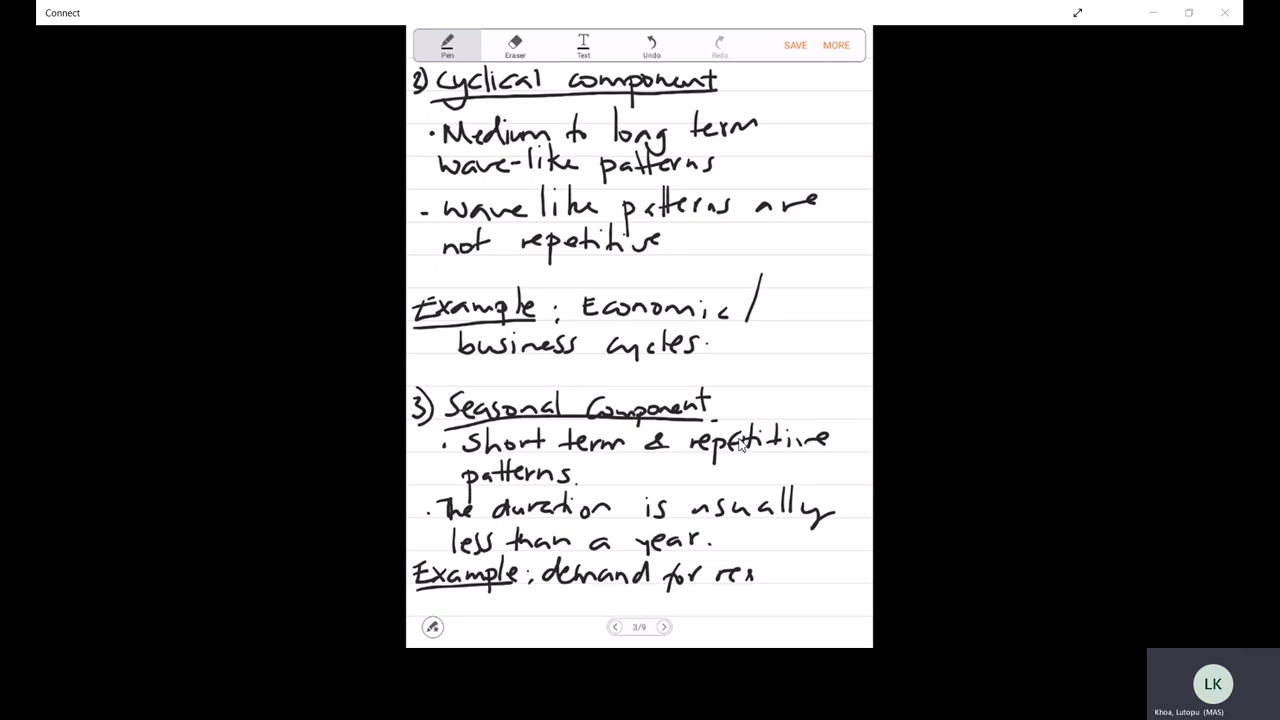 Connect
Pen
Eraser
Text
Undo
Redo
SAVE
MORE
2) Cyclical component
• Medium to long term
wave-like patterns
- wave like patterns are
not repetitive
Example : Economic /
business cycles.
3) Seasonal Component
• Short term & repetitive
patterns.
• The duration is usually
less than a year.
Example : demand for res
3/9
LK
Khoa, Lutopu (MAS)